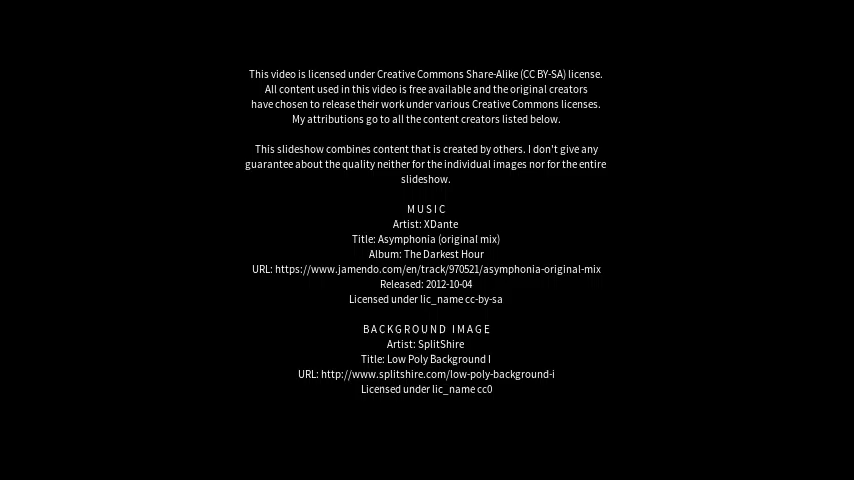 This video is licensed under Creative Commons Share-Alike (CC BY-SA) license.
All content used in this video is free available and the original creators
have chosen to release their work under various Creative Commons licenses.
My attributions go to all the content creators listed below.
This slideshow combines content that is created by others. I don't give any
guarantee about the quality neither for the individual images nor for the entire
slideshow.
M U S I C
Artist: XDante
Title: Asymphonia (original mix)
Album: The Darkest Hour
URL: https://www.jamendo.com/en/track/970521/asymphonia-original-mix
Released: 2012-10-04
Licensed under lic_name cc-by-sa
B A C K G R O U N D   I M A G E
Artist: SplitShire
Title: Low Poly Background I
URL: http://www.splitshire.com/low-poly-background-i
Licensed under lic_name cc0